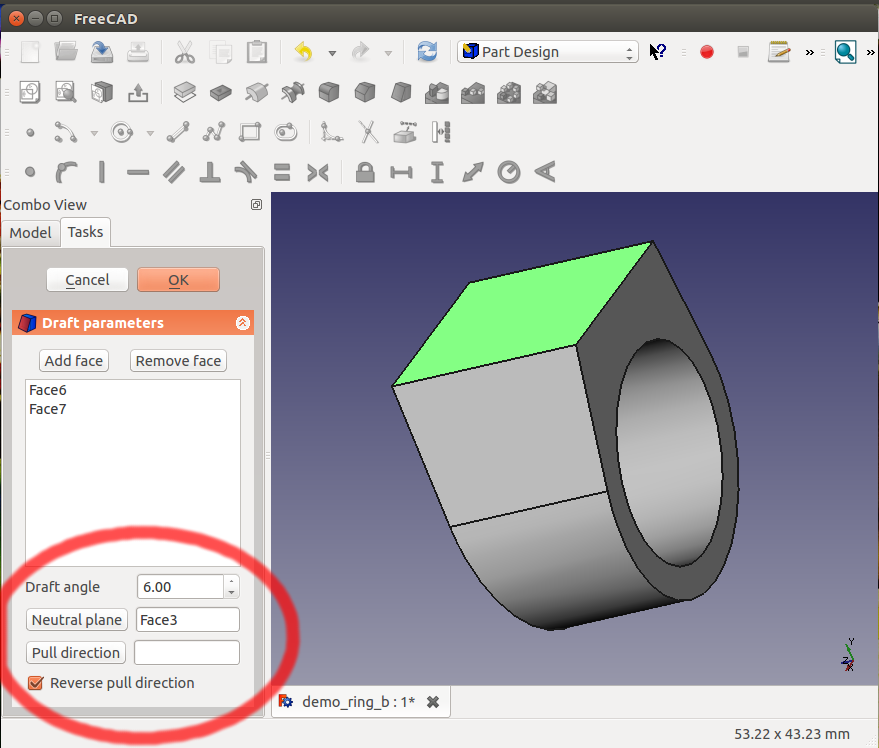 FreeCAD
Part Design
»
»
Combo View
Model Tasks
Cancel OK
Draft parameters
Add face Remove face
Face6
Face7
Draft angle 6.00
Neutral plane Face3
Pull direction
Reverse pull direction
Y
Z
X
demo_ring_b : 1*
53.22 x 43.23 mm